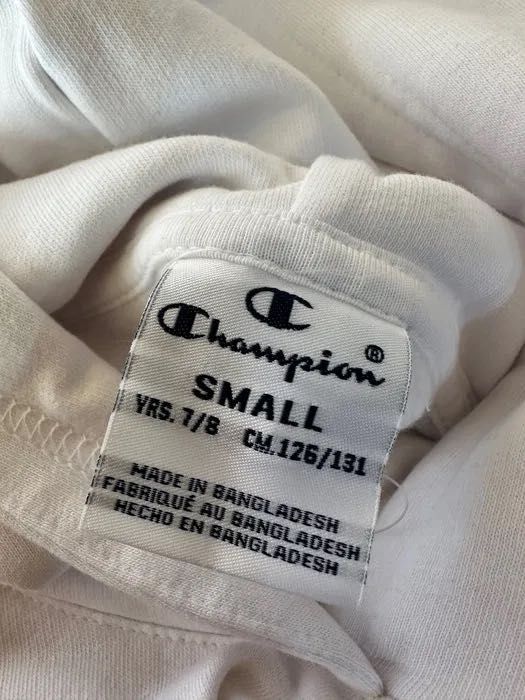 Champion®
SMALL
YRS. 7/8 CM.126/131
MADE IN BANGLADESH
FABRIQUÉ AU BANGLADESH
HECHO EN BANGLADESH